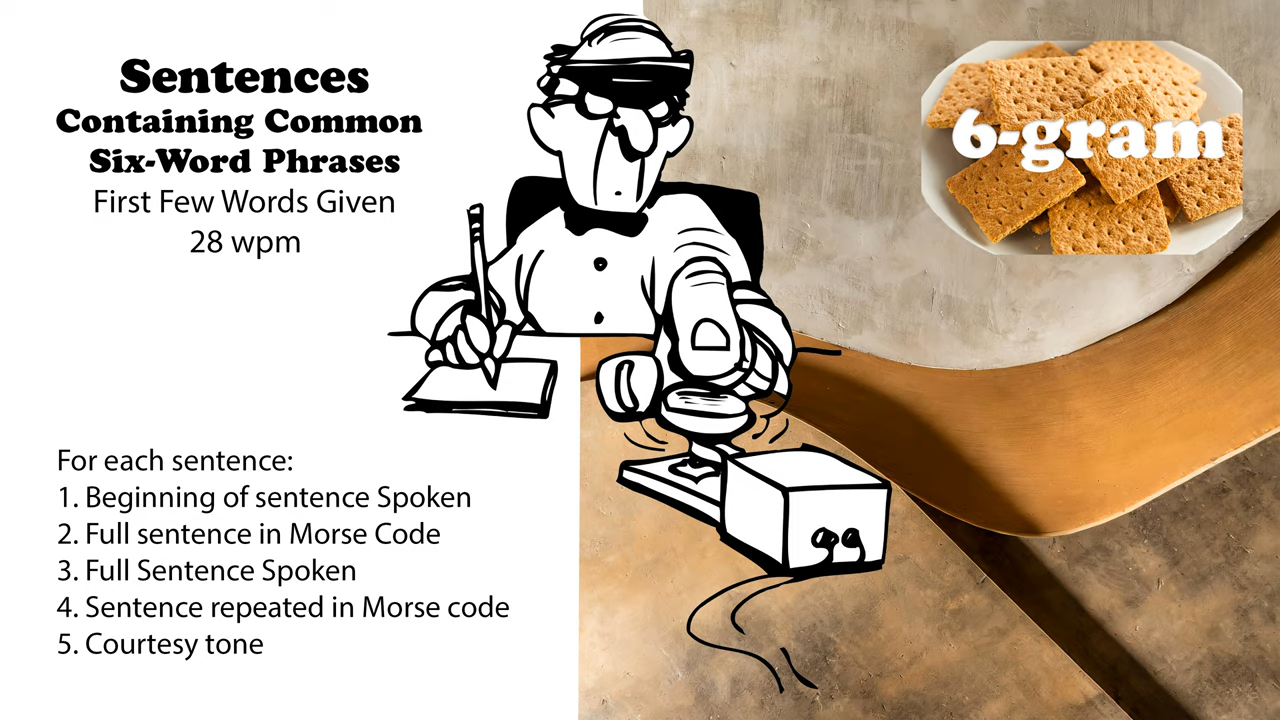 Sentences
Containing Common
Six-Word Phrases
First Few Words Given
28 wpm
6-gram
For each sentence:
1. Beginning of sentence Spoken
2. Full sentence in Morse Code
3. Full Sentence Spoken
4. Sentence repeated in Morse code
5. Courtesy tone